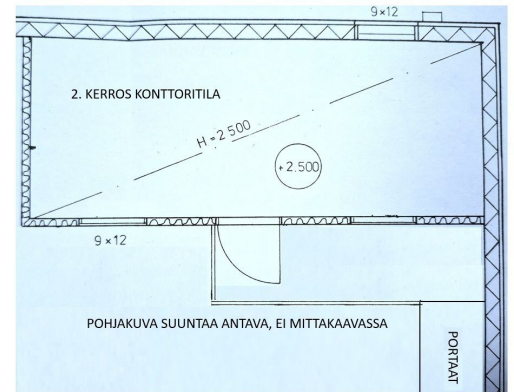 9×12
2. KERROS KONTTORITILA
H = 2 500
+2.500
9×12
POHJAKUVA SUUNTAA ANTAVA, EI MITTAKAAVASSA
PORTAAT